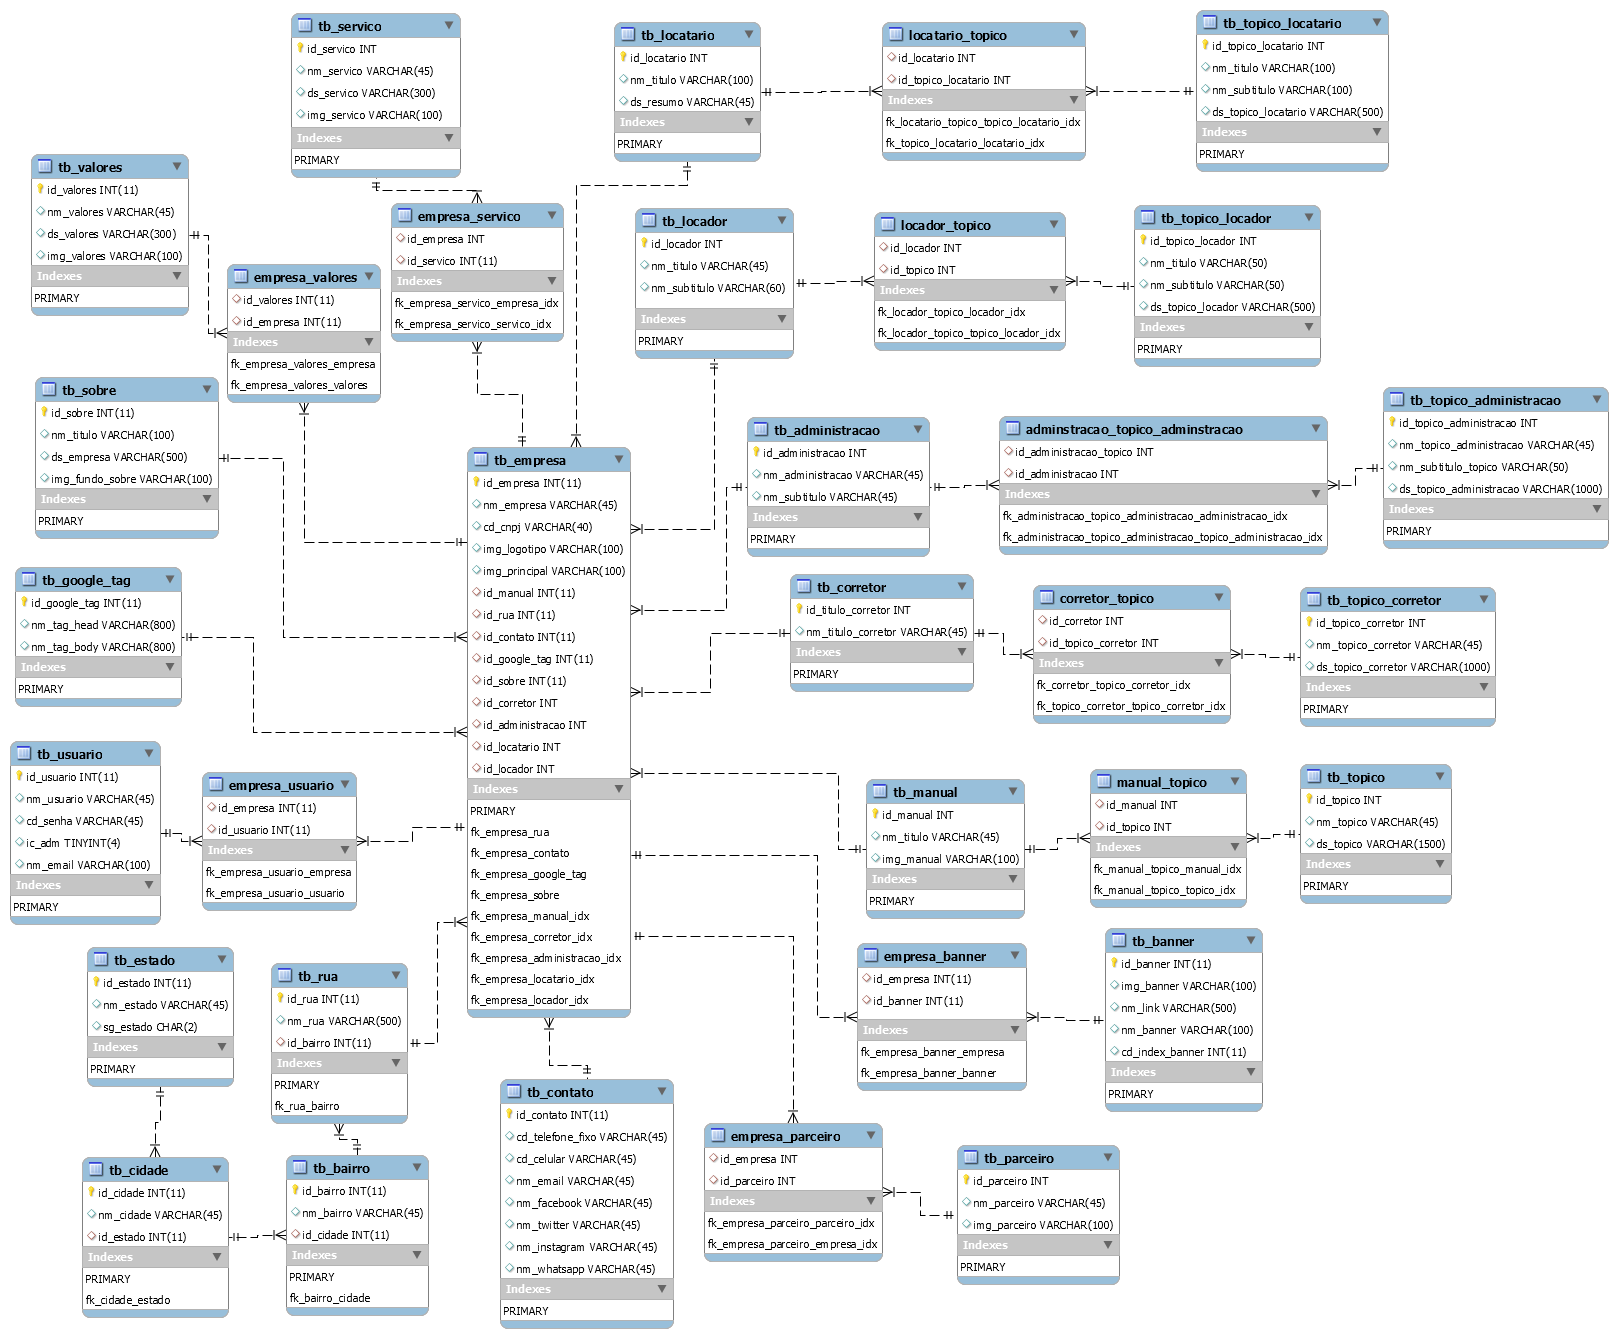 tb_servico
id_servico INT
nm_servico VARCHAR(45)
ds_servico VARCHAR(300)
img_servico VARCHAR(100)
Indexes
PRIMARY
tb_locatario
id_locatario INT
nm_titulo VARCHAR(100)
ds_resumo VARCHAR(45)
Indexes
PRIMARY
locatario_topico
id_locatario INT
id_topico_locatario INT
Indexes
fk_locatario_topico_topico_locatario_idx
fk_topico_locatario_locatario_idx
tb_topico_locatario
id_topico_locatario INT
nm_titulo VARCHAR(100)
nm_subtitulo VARCHAR(100)
ds_topico_locatario VARCHAR(500)
Indexes
PRIMARY
tb_valores
id_valores INT(11)
nm_valores VARCHAR(45)
ds_valores VARCHAR(300)
img_valores VARCHAR(100)
Indexes
PRIMARY
empresa_servico
id_empresa INT
id_servico INT(11)
Indexes
fk_empresa_servico_empresa_idx
fk_empresa_servico_servico_idx
tb_locador
id_locador INT
nm_titulo VARCHAR(45)
nm_subtitulo VARCHAR(60)
Indexes
PRIMARY
locador_topico
id_locador INT
id_topico INT
Indexes
fk_locador_topico_locador_idx
fk_locador_topico_topico_locador_idx
tb_topico_locador
id_topico_locador INT
nm_titulo VARCHAR(50)
nm_subtitulo VARCHAR(50)
ds_topico_locador VARCHAR(500)
Indexes
PRIMARY
empresa_valores
id_valores INT(11)
id_empresa INT(11)
Indexes
fk_empresa_valores_empresa
fk_empresa_valores_valores
tb_sobre
id_sobre INT(11)
nm_titulo VARCHAR(100)
ds_empresa VARCHAR(500)
img_fundo_sobre VARCHAR(100)
Indexes
PRIMARY
tb_empresa
id_empresa INT(11)
nm_empresa VARCHAR(45)
cd_cnpj VARCHAR(40)
img_logotipo VARCHAR(100)
img_principal VARCHAR(100)
id_manual INT(11)
id_rua INT(11)
id_contato INT(11)
id_google_tag INT(11)
id_sobre INT(11)
id_corretor INT
id_administracao INT
id_locatario INT
id_locador INT
Indexes
PRIMARY
fk_empresa_rua
fk_empresa_contato
fk_empresa_google_tag
fk_empresa_sobre
fk_empresa_manual_idx
fk_empresa_corretor_idx
fk_empresa_administracao_idx
fk_empresa_locatario_idx
fk_empresa_locador_idx
tb_administracao
id_administracao INT
nm_administracao VARCHAR(45)
nm_subtitulo VARCHAR(45)
Indexes
PRIMARY
adminstracao_topico_adminstracao
id_administracao_topico INT
id_administracao INT
Indexes
fk_adminstracao_topico_administracao_administracao_idx
fk_adminstracao_topico_administracao_topico_administracao_idx
tb_topico_administracao
id_topico_administracao INT
nm_topico_administracao VARCHAR(45)
nm_subtitulo_topico VARCHAR(50)
ds_topico_administracao VARCHAR(1000)
Indexes
PRIMARY
tb_google_tag
id_google_tag INT(11)
nm_tag_head VARCHAR(800)
nm_tag_body VARCHAR(800)
Indexes
PRIMARY
tb_corretor
id_titulo_corretor INT
nm_titulo_corretor VARCHAR(45)
Indexes
PRIMARY
corretor_topico
id_corretor INT
id_topico_corretor INT
Indexes
fk_corretor_topico_corretor_idx
fk_topico_corretor_topico_corretor_idx
tb_topico_corretor
id_topico_corretor INT
nm_topico_corretor VARCHAR(45)
ds_topico_corretor VARCHAR(1000)
Indexes
PRIMARY
tb_usuario
id_usuario INT(11)
nm_usuario VARCHAR(45)
cd_senha VARCHAR(45)
ic_adm TINYINT(4)
nm_email VARCHAR(100)
Indexes
PRIMARY
empresa_usuario
id_empresa INT(11)
id_usuario INT(11)
Indexes
fk_empresa_usuario_empresa
fk_empresa_usuario_usuario
tb_manual
id_manual INT
nm_titulo VARCHAR(45)
img_manual VARCHAR(100)
Indexes
PRIMARY
manual_topico
id_manual INT
id_topico INT
Indexes
fk_manual_topico_manual_idx
fk_manual_topico_topico_idx
tb_topico
id_topico INT
nm_topico VARCHAR(45)
ds_topico VARCHAR(1500)
Indexes
PRIMARY
tb_estado
id_estado INT(11)
nm_estado VARCHAR(45)
sg_estado CHAR(2)
Indexes
PRIMARY
tb_rua
id_rua INT(11)
nm_rua VARCHAR(500)
id_bairro INT(11)
Indexes
PRIMARY
fk_rua_bairro
empresa_banner
id_empresa INT(11)
id_banner INT(11)
Indexes
fk_empresa_banner_empresa
fk_empresa_banner_banner
tb_banner
id_banner INT(11)
img_banner VARCHAR(100)
nm_link VARCHAR(500)
nm_banner VARCHAR(100)
cd_index_banner INT(11)
Indexes
PRIMARY
tb_cidade
id_cidade INT(11)
nm_cidade VARCHAR(45)
id_estado INT(11)
Indexes
PRIMARY
fk_cidade_estado
tb_bairro
id_bairro INT(11)
nm_bairro VARCHAR(45)
id_cidade INT(11)
Indexes
PRIMARY
fk_bairro_cidade
tb_contato
id_contato INT(11)
cd_telefone_fixo VARCHAR(45)
cd_celular VARCHAR(45)
nm_email VARCHAR(45)
nm_facebook VARCHAR(45)
nm_twitter VARCHAR(45)
nm_instagram VARCHAR(45)
nm_whatsapp VARCHAR(45)
Indexes
PRIMARY
empresa_parceiro
id_empresa INT
id_parceiro INT
Indexes
fk_empresa_parceiro_parceiro_idx
fk_empresa_parceiro_empresa_idx
tb_parceiro
id_parceiro INT
nm_parceiro VARCHAR(45)
img_parceiro VARCHAR(100)
Indexes
PRIMARY